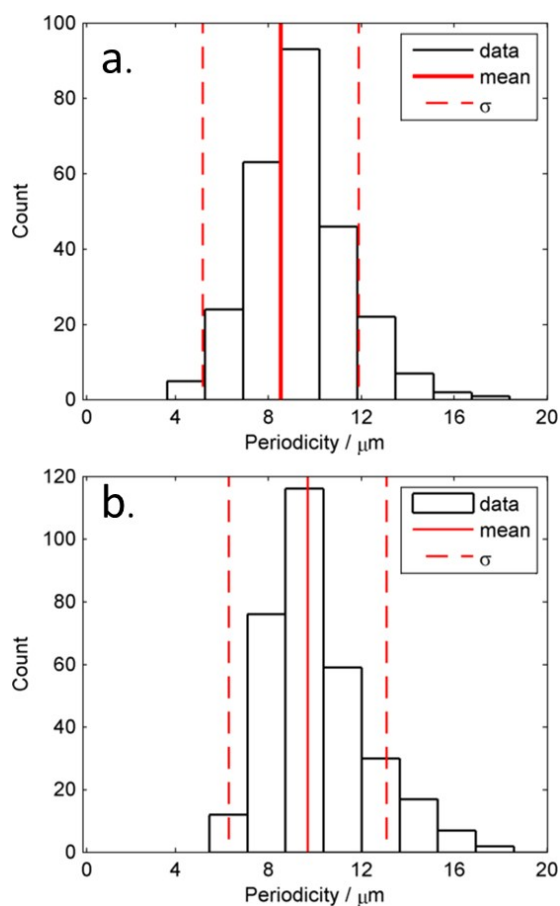 a.
100
80
60
40
20
0
Count
data
mean
σ
0 4 8 12 16 20
Periodicity / μm
b.
120
100
80
60
40
20
0
Count
data
mean
σ
0 4 8 12 16 20
Periodicity / μm